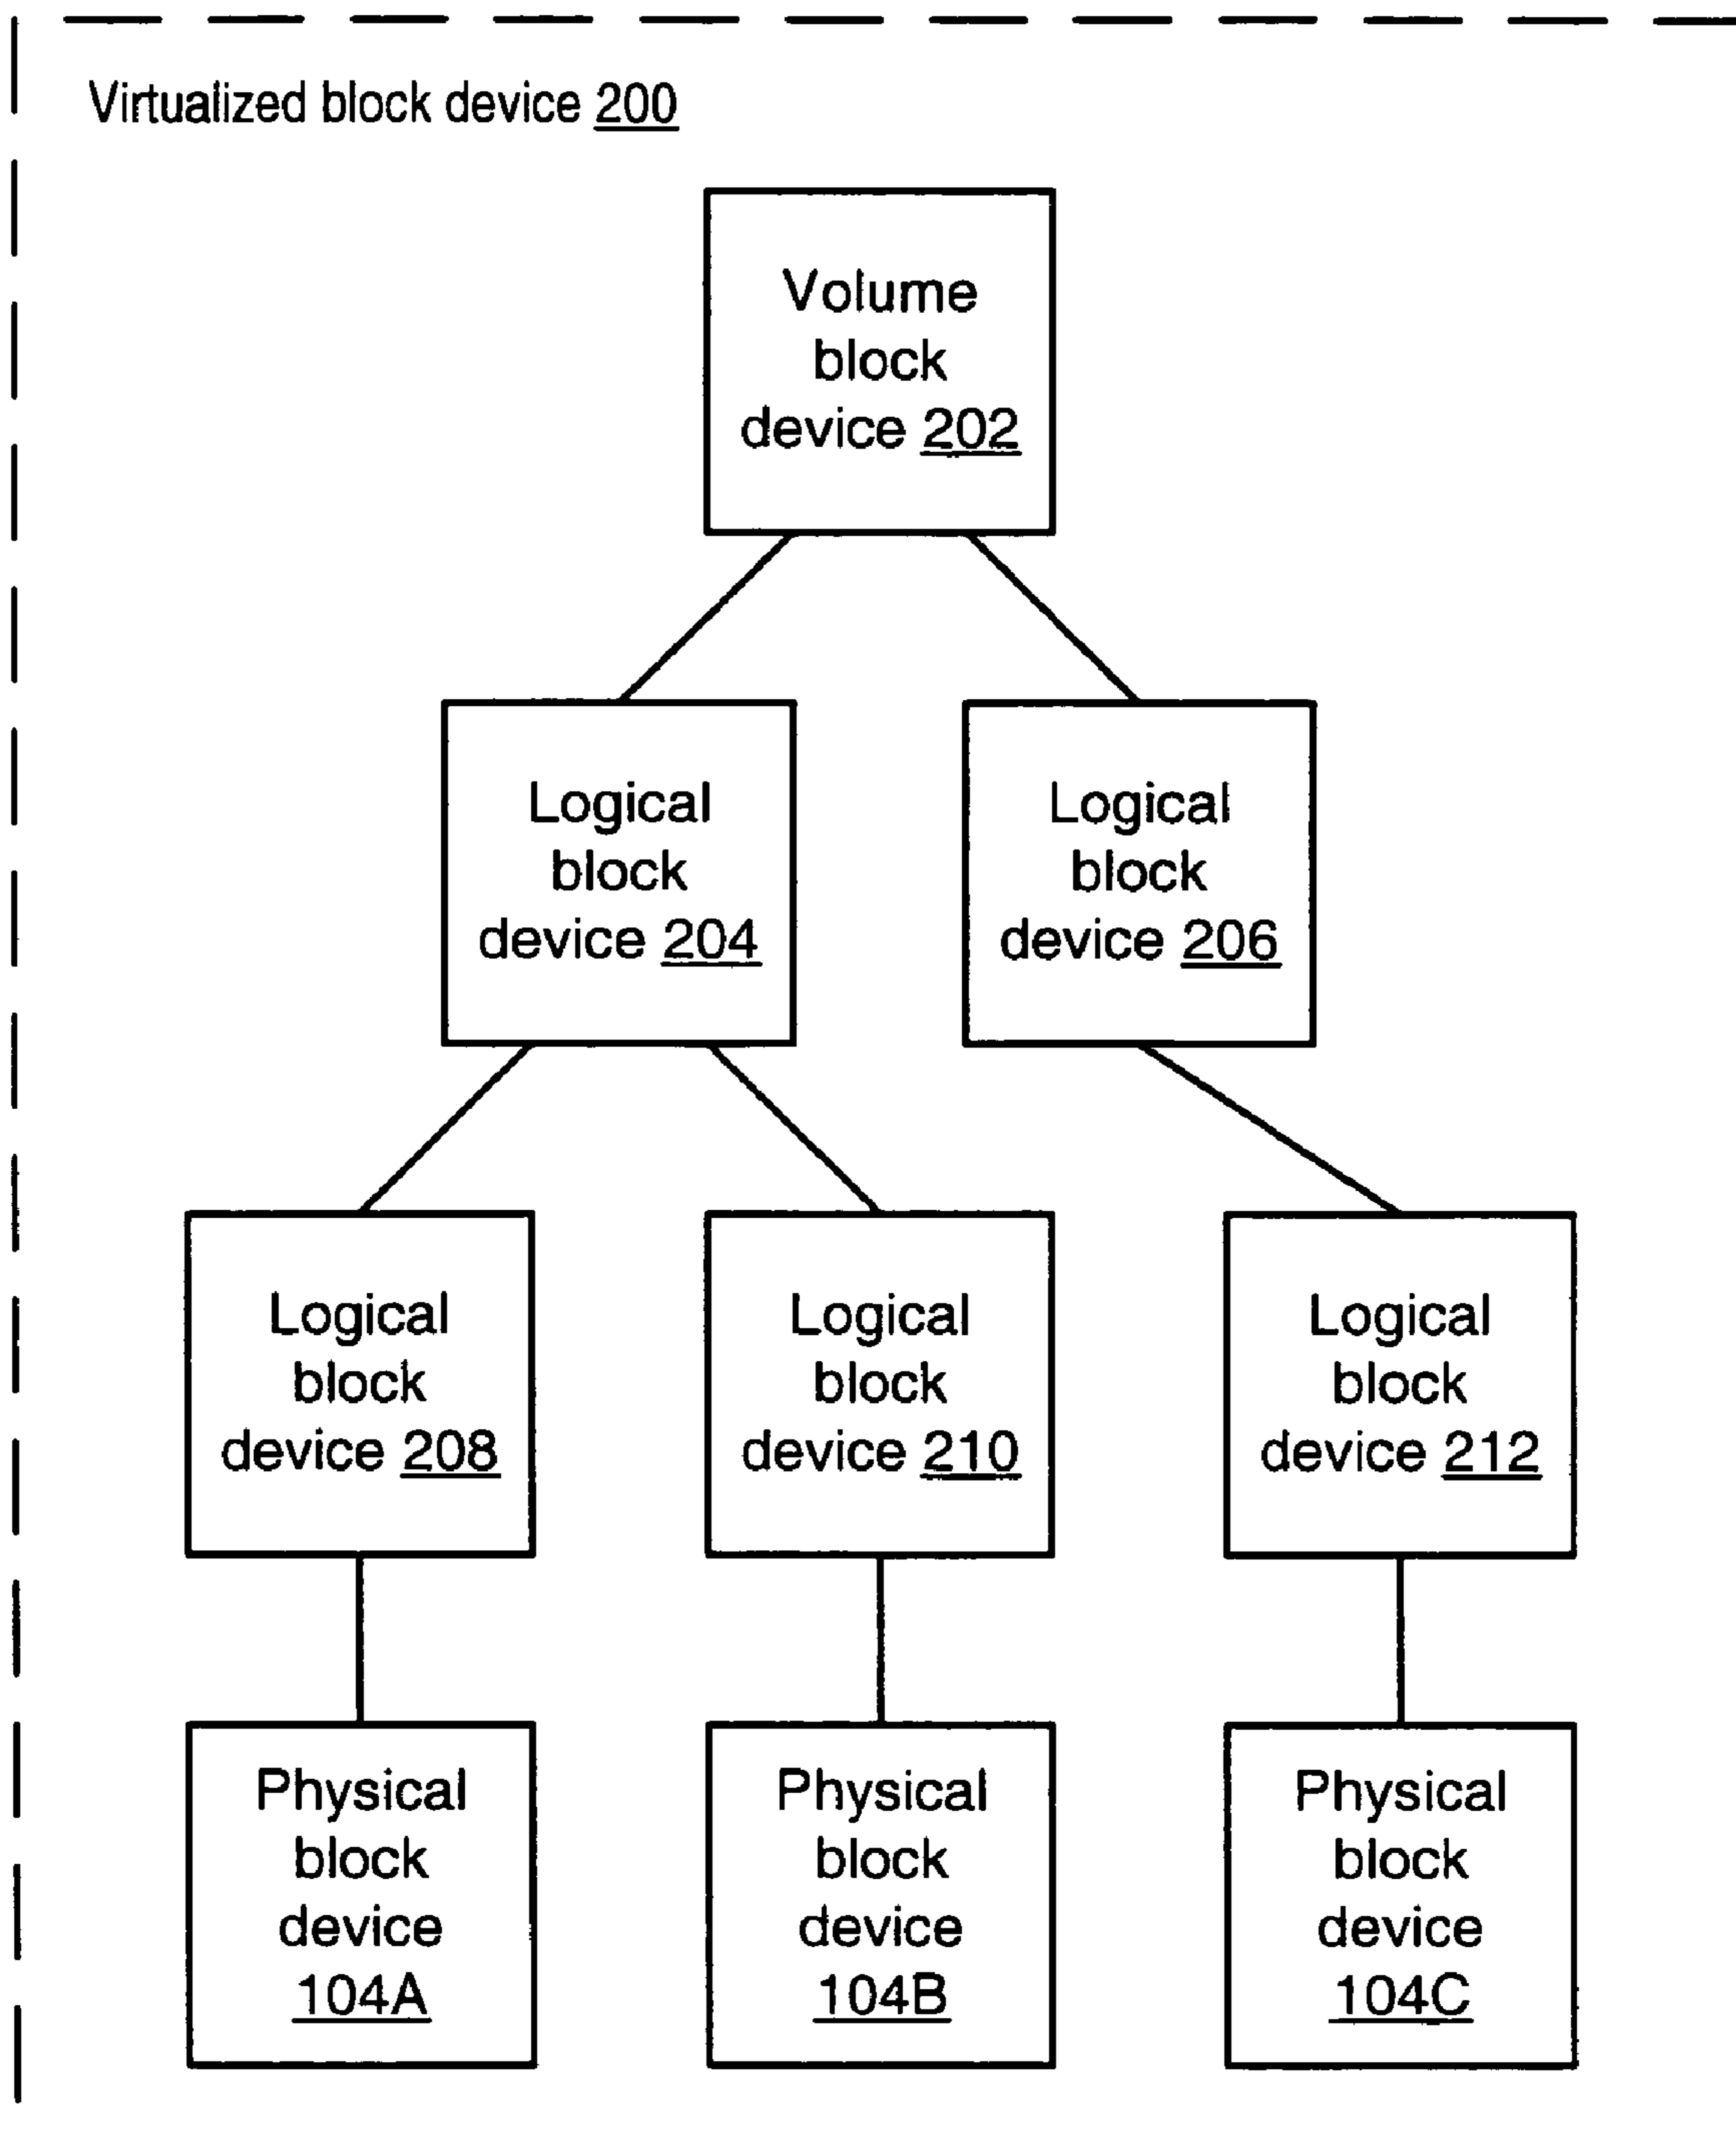 Virtualized block device 200
Volume
block
device 202
Logical
block
device 204
Logical
block
device 206
Logical
block
device 208
Logical
block
device 210
Logical
block
device 212
Physical
block
device
104A
Physical
block
device
104B
Physical
block
device
104C